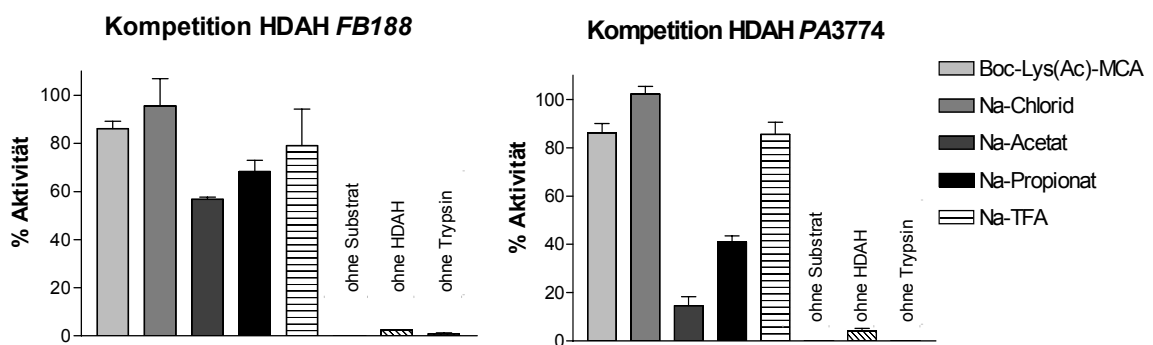 Kompetition HDAH FB188
% Aktivität
100
80
60
40
20
0
ohne Substrat
ohne HDAH
ohne Trypsin
Kompetition HDAH PA3774
% Aktivität
100
80
60
40
20
0
ohne Substrat
ohne HDAH
ohne Trypsin
Boc-Lys(Ac)-MCA
Na-Chlorid
Na-Acetat
Na-Propionat
Na-TFA